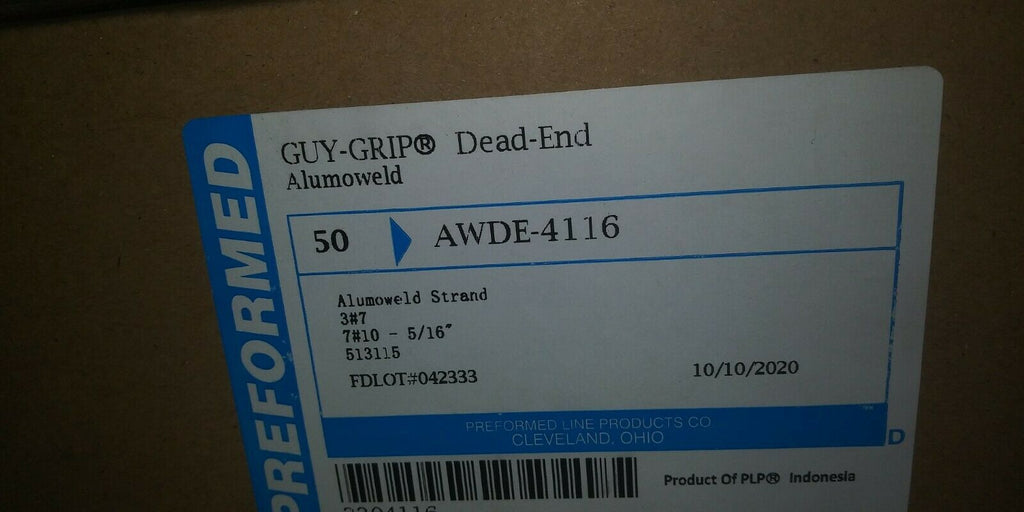 PREFORMED
GUY-GRIP® Dead-End
Alumoweld
50 AWDE-4116
Alumoweld Strand
3#7
7#10 - 5/16"
513115
FDLOT#042333 10/10/2020
PREFORMED LINE PRODUCTS CO
CLEVELAND, OHIO
D
Product Of PLP® Indonesia